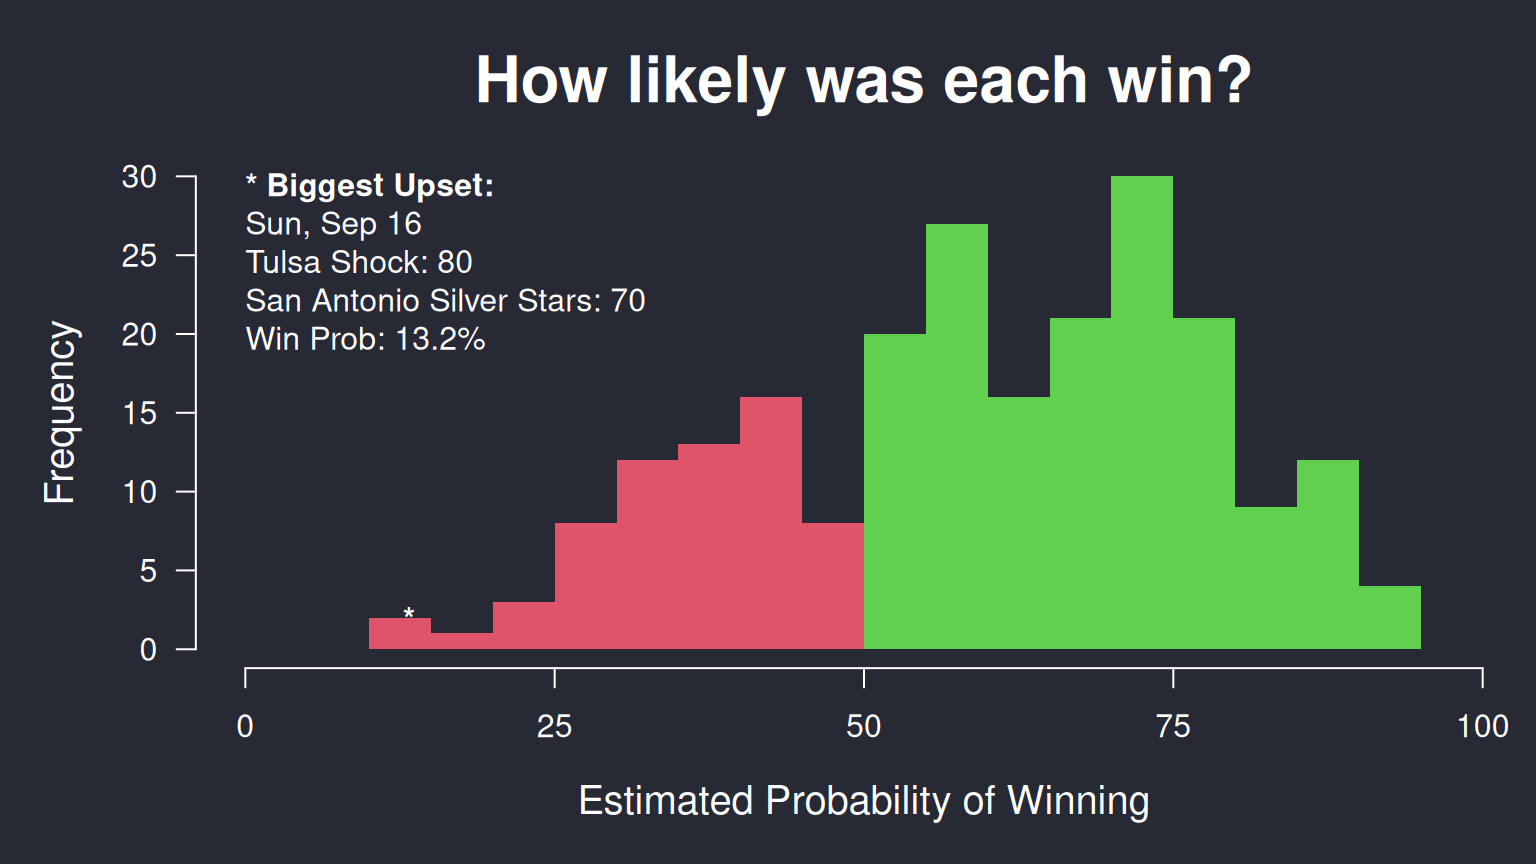 How likely was each win?
* Biggest Upset:
Sun, Sep 16
Tulsa Shock: 80
San Antonio Silver Stars: 70
Win Prob: 13.2%
Frequency
30
25
20
15
10
5
0
*
0 25 50 75 100
Estimated Probability of Winning